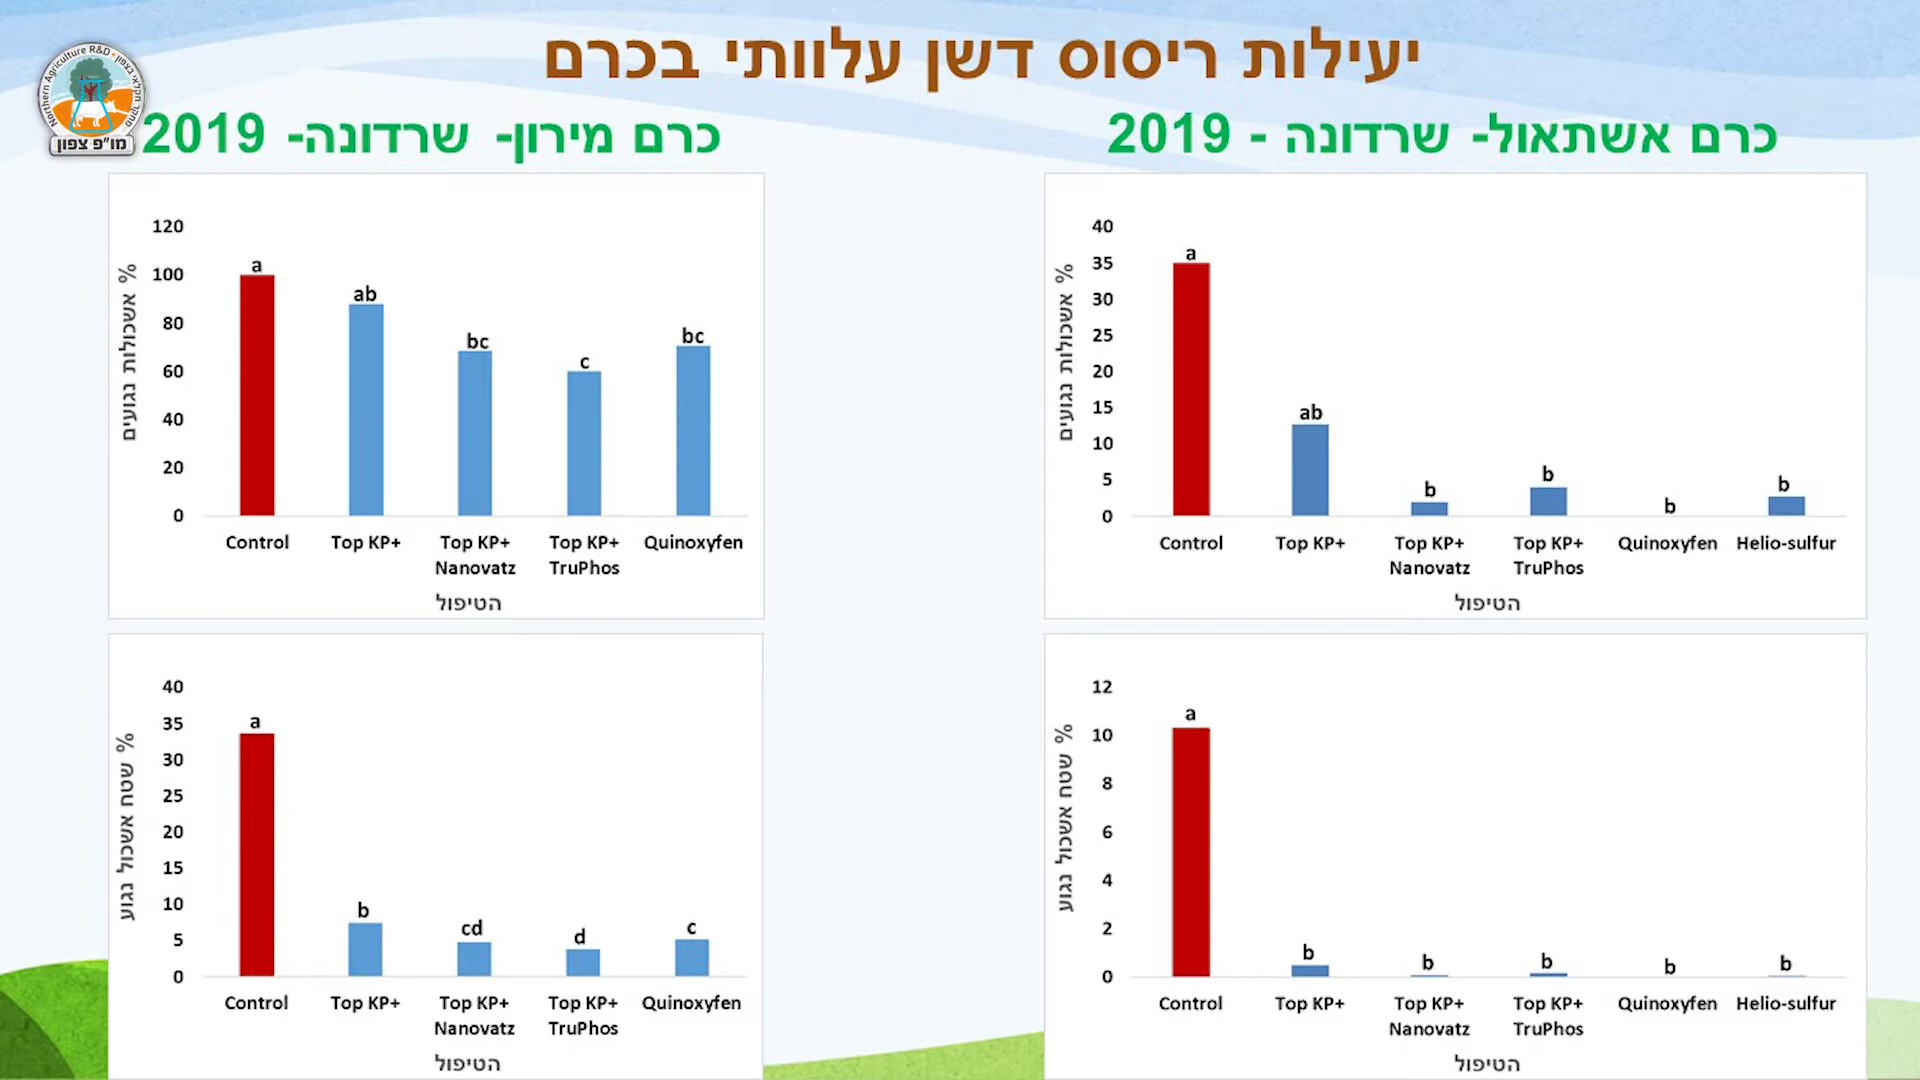 יעילות ריסוס דשן עלוותי בכרם
כרם אשתאול- שרדונה - 2019
כרם מירון- שרדונה- 2019
Northern Agriculture R&D
מחקר חקלאי בצפון
מו"פ צפון
% אשכולות נגועים
40
35
30
25
20
15
10
5
0
a
ab
b
b
b
b
Control
Top KP+
Top KP+ Nanovatz
Top KP+ TruPhos
Quinoxyfen
Helio-sulfur
הטיפול
% אשכולות נגועים
120
100
80
60
40
20
0
a
ab
bc
c
bc
Control
Top KP+
Top KP+ Nanovatz
Top KP+ TruPhos
Quinoxyfen
הטיפול
% שטח אשכול נגוע
12
10
8
6
4
2
0
a
b
b
b
b
b
Control
Top KP+
Top KP+ Nanovatz
Top KP+ TruPhos
Quinoxyfen
Helio-sulfur
הטיפול
% שטח אשכול נגוע
40
35
30
25
20
15
10
5
0
a
b
cd
d
c
Control
Top KP+
Top KP+ Nanovatz
Top KP+ TruPhos
Quinoxyfen
הטיפול